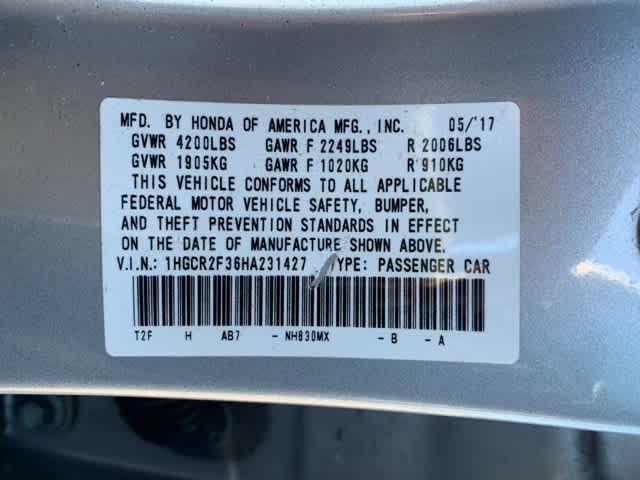 MFD. BY HONDA OF AMERICA MFG., INC. 05/'17
GVWR 4200LBS GAWR F 2249LBS R 2006LBS
GVWR 1905KG GAWR F 1020KG R 910KG
THIS VEHICLE CONFORMS TO ALL APPLICABLE
FEDERAL MOTOR VEHICLE SAFETY, BUMPER,
AND THEFT PREVENTION STANDARDS IN EFFECT
ON THE DATE OF MANUFACTURE SHOWN ABOVE.
V.I.N.: 1HGCR2F36HA231427 TYPE: PASSENGER CAR
T2F H AB7 - NH830MX - B - A